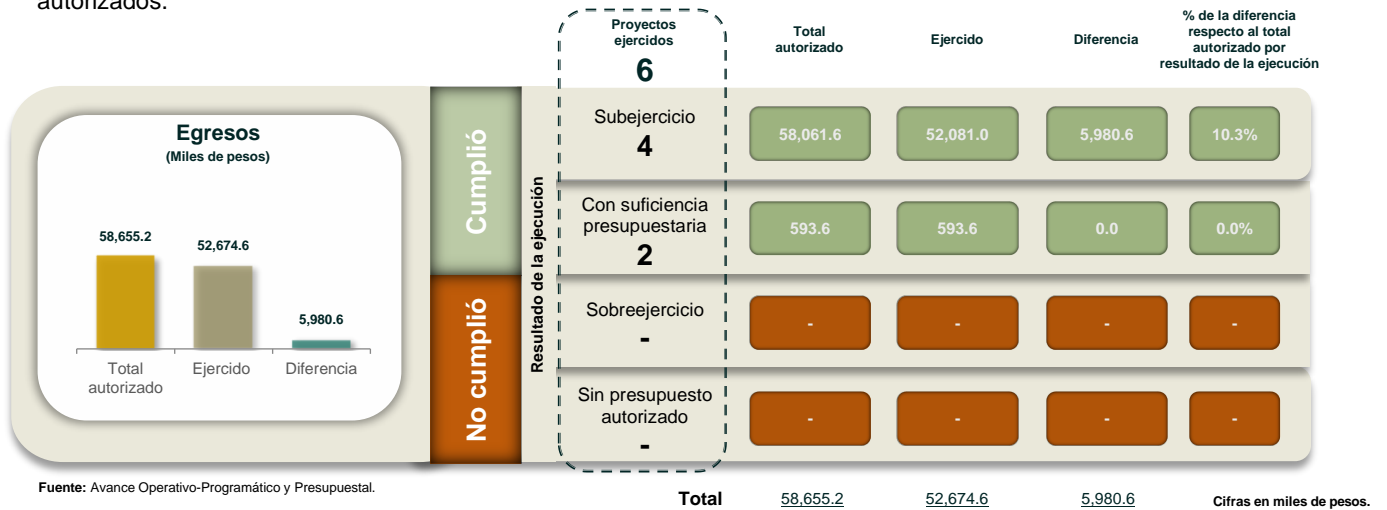 autorizados.
Proyectos
ejercidos
6
Total
autorizado
Ejercido
Diferencia
% de la diferencia
respecto al total
autorizado por
resultado de la ejecución
Egresos
(Miles de pesos)
58,655.2
52,674.6
5,980.6
Total
autorizado
Ejercido
Diferencia
Cumplió
No cumplió
Resultado de la ejecución
Subejercicio
4
58,061.6
52,081.0
5,980.6
10.3%
Con suficiencia
presupuestaria
2
593.6
593.6
0.0
0.0%
Sobreejercicio
-
-
-
-
-
Sin presupuesto
autorizado
-
-
-
-
-
Fuente: Avance Operativo-Programático y Presupuestal.
Total
58,655.2
52,674.6
5,980.6
Cifras en miles de pesos.